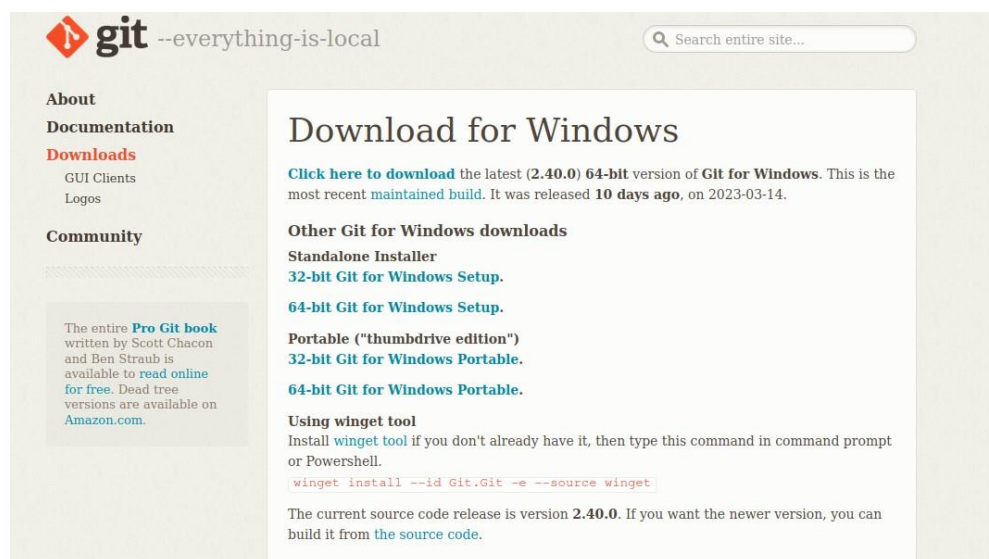 git --everything-is-local
Search entire site...
About
Documentation
Downloads
GUI Clients
Logos
Community
The entire Pro Git book
written by Scott Chacon
and Ben Straub is
available to read online
for free. Dead tree
versions are available on
Amazon.com.
Download for Windows
Click here to download the latest (2.40.0) 64-bit version of Git for Windows. This is the
most recent maintained build. It was released 10 days ago, on 2023-03-14.
Other Git for Windows downloads
Standalone Installer
32-bit Git for Windows Setup.
64-bit Git for Windows Setup.
Portable ("thumbdrive edition")
32-bit Git for Windows Portable.
64-bit Git for Windows Portable.
Using winget tool
Install winget tool if you don't already have it, then type this command in command prompt
or Powershell.
winget install --id Git.Git -e --source winget
The current source code release is version 2.40.0. If you want the newer version, you can
build it from the source code.